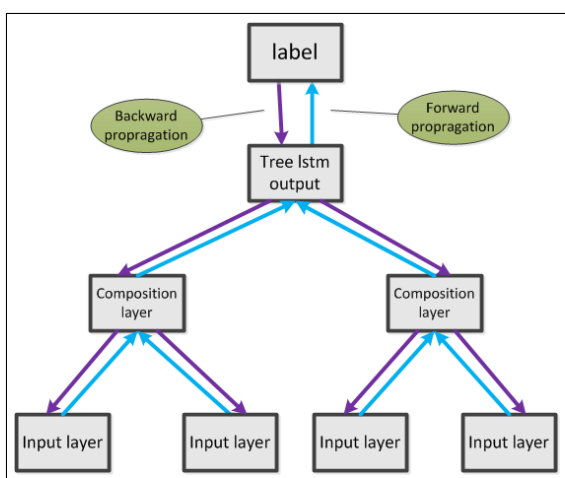 label
Backward
propragation
Forward
propragation
Tree lstm
output
Composition
layer
Composition
layer
Input layer
Input layer
Input layer
Input layer